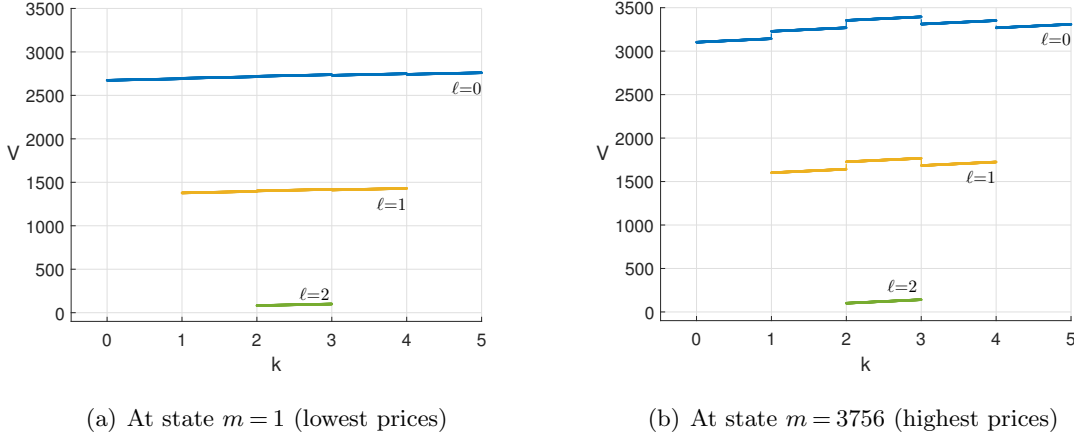 3500
3000
2500
2000
1500
1000
500
0
V
ℓ=0
ℓ=1
ℓ=2
0 1 2 3 4 5
k
(a) At state m = 1 (lowest prices)
3500
3000
2500
2000
1500
1000
500
0
V
ℓ=0
ℓ=1
ℓ=2
0 1 2 3 4 5
k
(b) At state m = 3756 (highest prices)